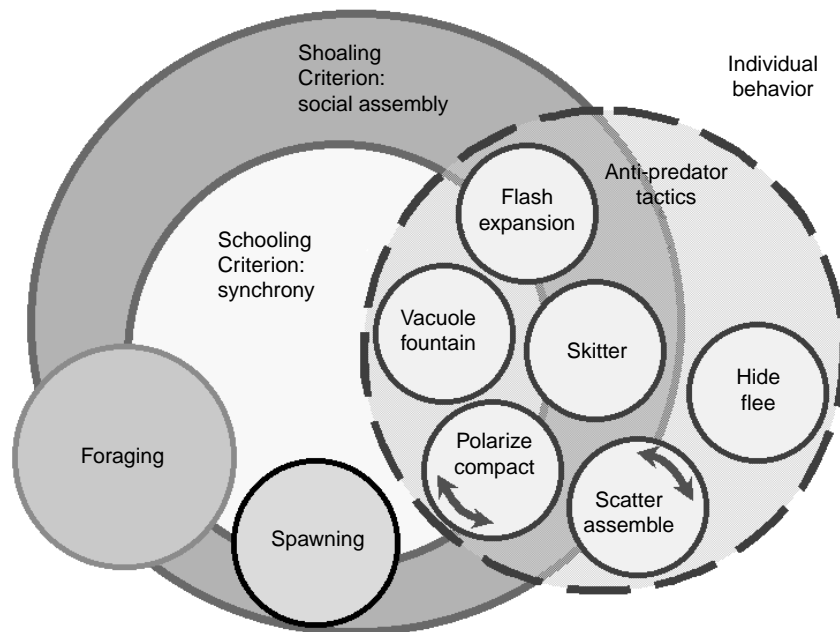 Shoaling
Criterion:
social assembly
Individual
behavior
Anti-predator
tactics
Flash
expansion
Schooling
Criterion:
synchrony
Vacuole
fountain
Skitter
Hide
flee
Foraging
Polarize
compact
Scatter
assemble
Spawning